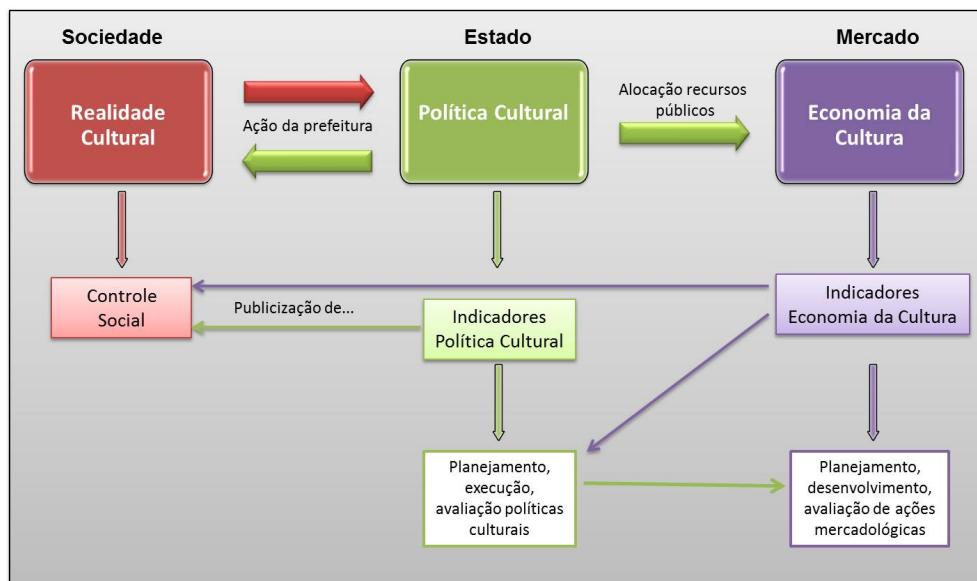 Sociedade
Estado
Mercado
Realidade
Cultural
Ação da prefeitura
Política Cultural
Alocação recursos
públicos
Economia da
Cultura
Controle
Social
Publicização de...
Indicadores
Política Cultural
Indicadores
Economia da Cultura
Planejamento,
execução,
avaliação políticas
culturais
Planejamento,
desenvolvimento,
avaliação de ações
mercadológicas